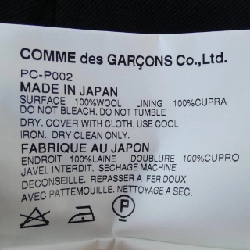 COMME des GARÇONS Co.,Ltd.
PC-P002
MADE IN JAPAN
SURFACE 100%WOOL LINING 100%CUPRA
DO NOT BLEACH. DO NOT TUMBLE
DRY. COVER WITH CLOTH. USE COOL
IRON. DRY CLEAN ONLY.
FABRIQUE AU JAPON
ENDROIT 100%LAINE DOUBLURE 100%CUPRO
JAVEL INTERDIT. SECHAGE MACHINE
DECONSEILLE. REPASSER A FER DOUX
AVEC PATTEMOUILLE. NETTOYAGE A SEC.
P